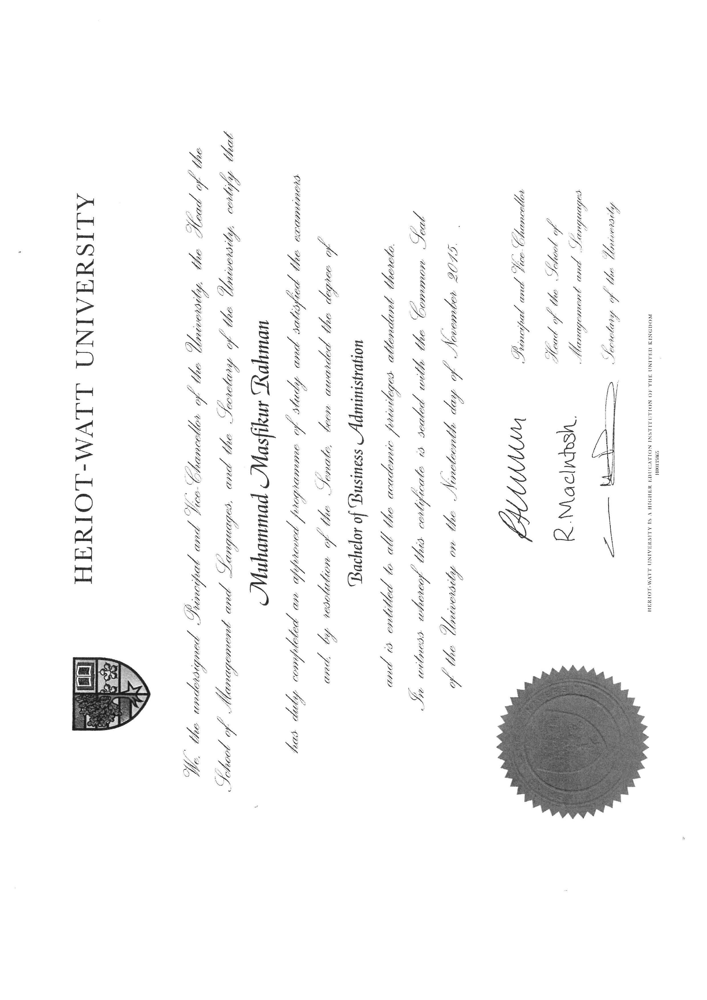 HERIOT-WATT UNIVERSITY
We, the undersigned Principal and Vice-Chancellor of the University, the Head of the
School of Management and Languages, and the Secretary of the University, certify that
Muhammad Masfikur Rahman
has duly completed an approved programme of study and satisfied the examiners
and, by resolution of the Senate, been awarded the degree of
Bachelor of Business Administration
and is entitled to all the academic privileges attendant thereto.
In witness whereof this certificate is sealed with the Common Seal
of the University on the Nineteenth day of November 2015.
Principal and Vice-Chancellor
R. MacIntosh.
Head of the School of
Management and Languages
Secretary of the University
HERIOT-WATT UNIVERSITY IS A HIGHER EDUCATION INSTITUTION OF THE UNITED KINGDOM
H00135865